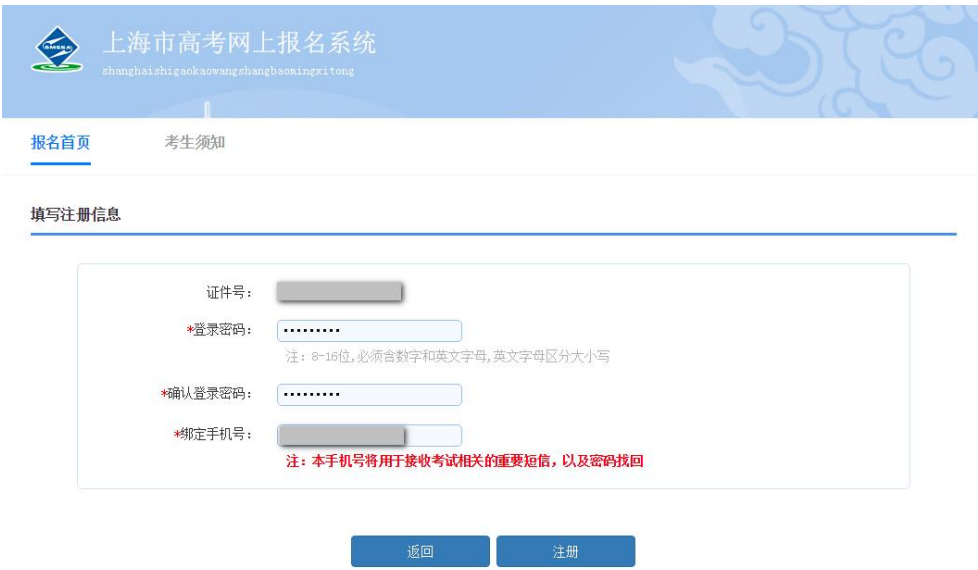 SMEEA
上海市高考网上报名系统
shanghaishigaokaowangshangbaomingxitong
报名首页 考生须知
填写注册信息
证件号：
*登录密码： •••••••••
注：8-16位,必须含数字和英文字母,英文字母区分大小写
*确认登录密码： •••••••••
*绑定手机号：
注：本手机号将用于接收考试相关的重要短信，以及密码找回
返回 注册